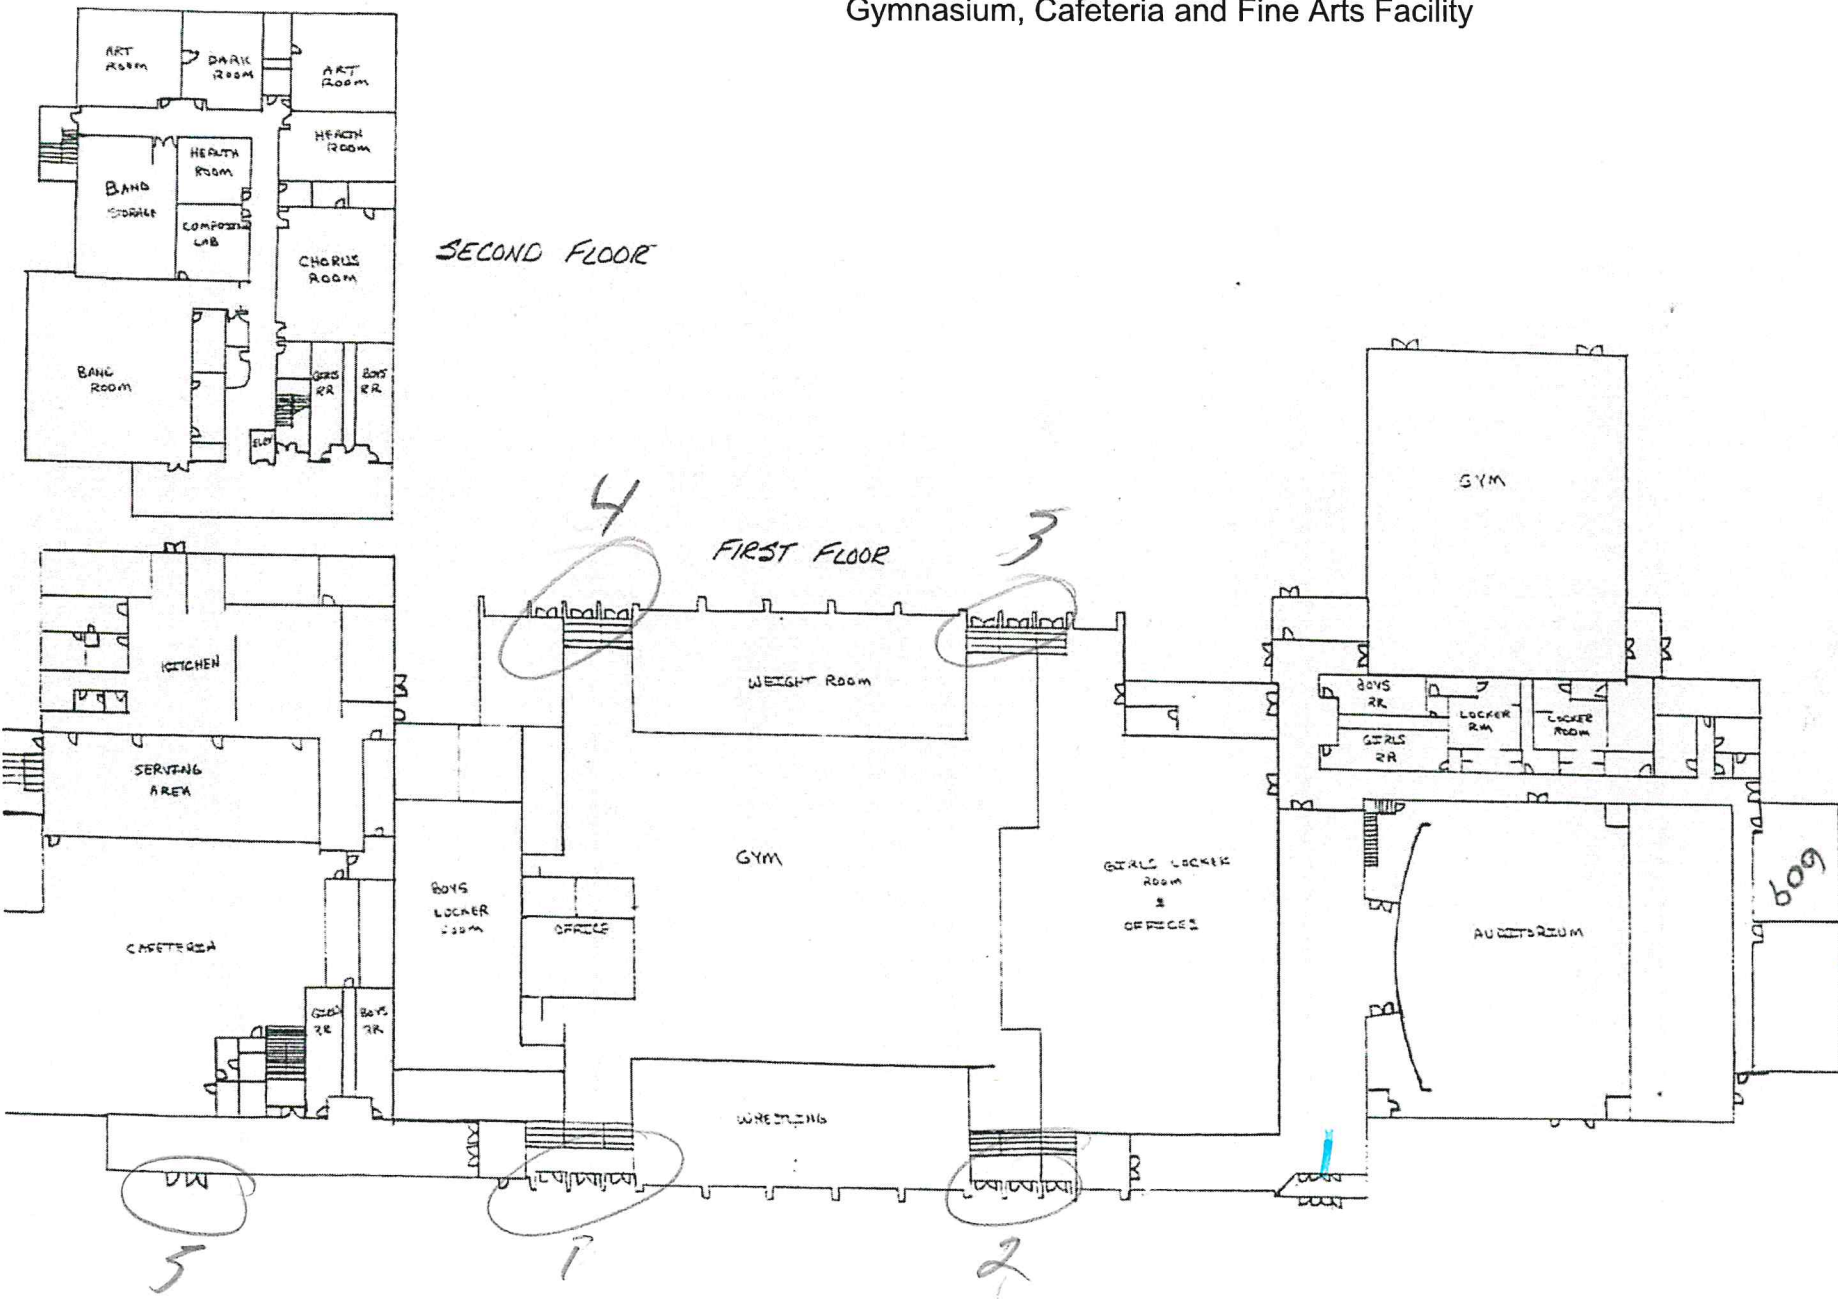 Gymnasium, Cafeteria and Fine Arts Facility
ART
ROOM
DARK
ROOM
ART
ROOM
HEALTH
ROOM
HEALTH
ROOM
BAND
STORAGE
LAB
CHORUS
ROOM
SECOND FLOOR
BAND
ROOM
GIRLS
RR
BOYS
RR
ELEV
4
FIRST FLOOR
3
GYM
KITCHEN
WEIGHT ROOM
BOYS
RR
LOCKER
RM
LOCKER
ROOM
GIRLS
RR
SERVING
AREA
GYM
GIRLS LOCKER
ROOM
&
OFFICES
609
BOYS
LOCKER
ROOM
OFFICE
CAFETERIA
AUDITORIUM
GIRLS
RR
BOYS
RR
5
1
2